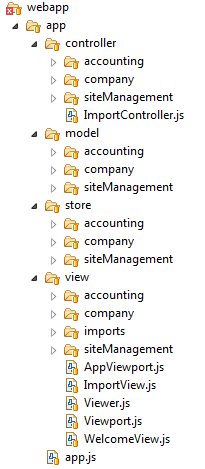 webapp
app
controller
accounting
company
siteManagement
ImportController.js
model
accounting
company
siteManagement
store
accounting
company
siteManagement
view
accounting
company
imports
siteManagement
AppViewport.js
ImportView.js
Viewer.js
Viewport.js
WelcomeView.js
app.js